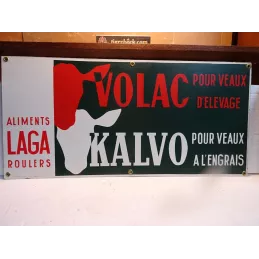 ALIMENTS
LAGA
ROULERS
VOLAC
POUR VEAUX
D'ELEVAGE
KALVO
POUR VEAUX
A L'ENGRAIS